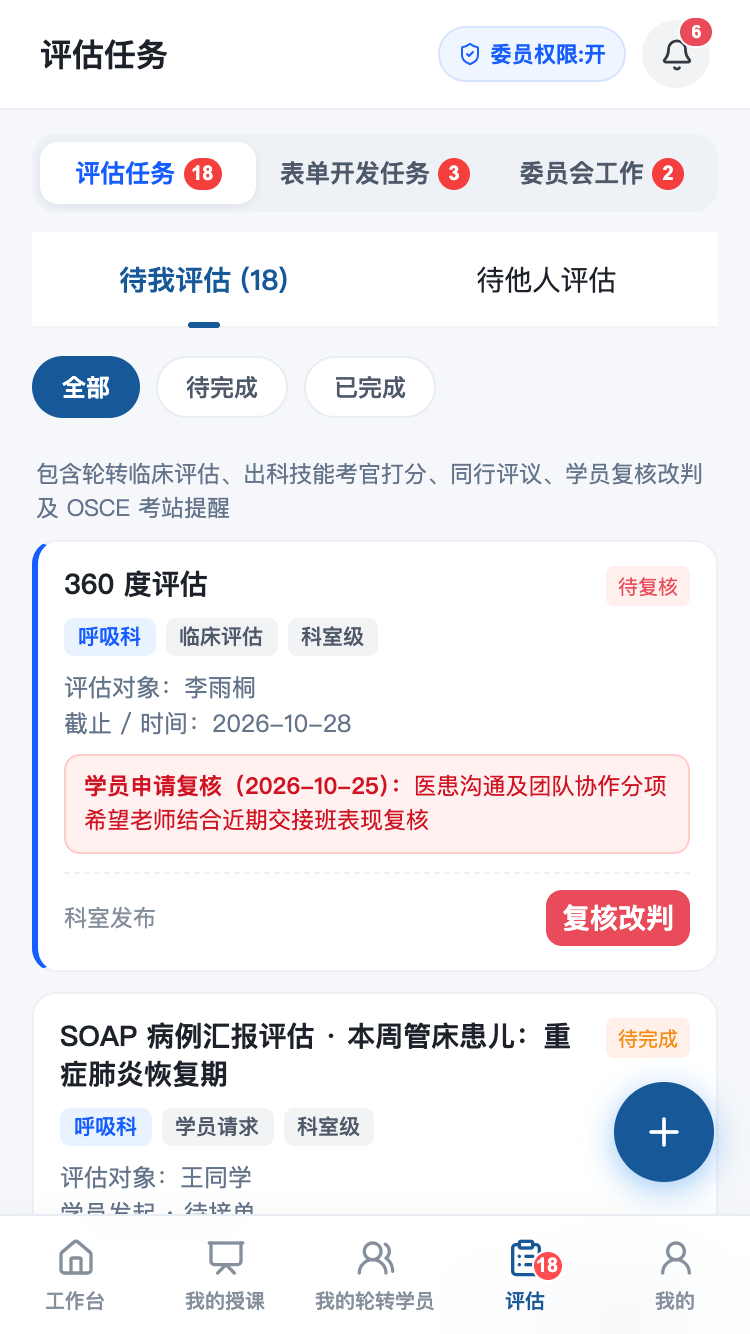 评估任务
委员权限:开
6
评估任务 18
表单开发任务 3
委员会工作 2
待我评估 (18)
待他人评估
全部
待完成
已完成
包含轮转临床评估、出科技能考官打分、同行评议、学员复核改判
及 OSCE 考站提醒
360 度评估
待复核
呼吸科
临床评估
科室级
评估对象：李雨桐
截止 / 时间：2026-10-28
学员申请复核（2026-10-25）：医患沟通及团队协作分项
希望老师结合近期交接班表现复核
科室发布
复核改判
SOAP 病例汇报评估 · 本周管床患儿：重
症肺炎恢复期
待完成
呼吸科
学员请求
科室级
评估对象：王同学
学员发起 · 待接单
工作台
我的授课
我的轮转学员
18
评估
我的